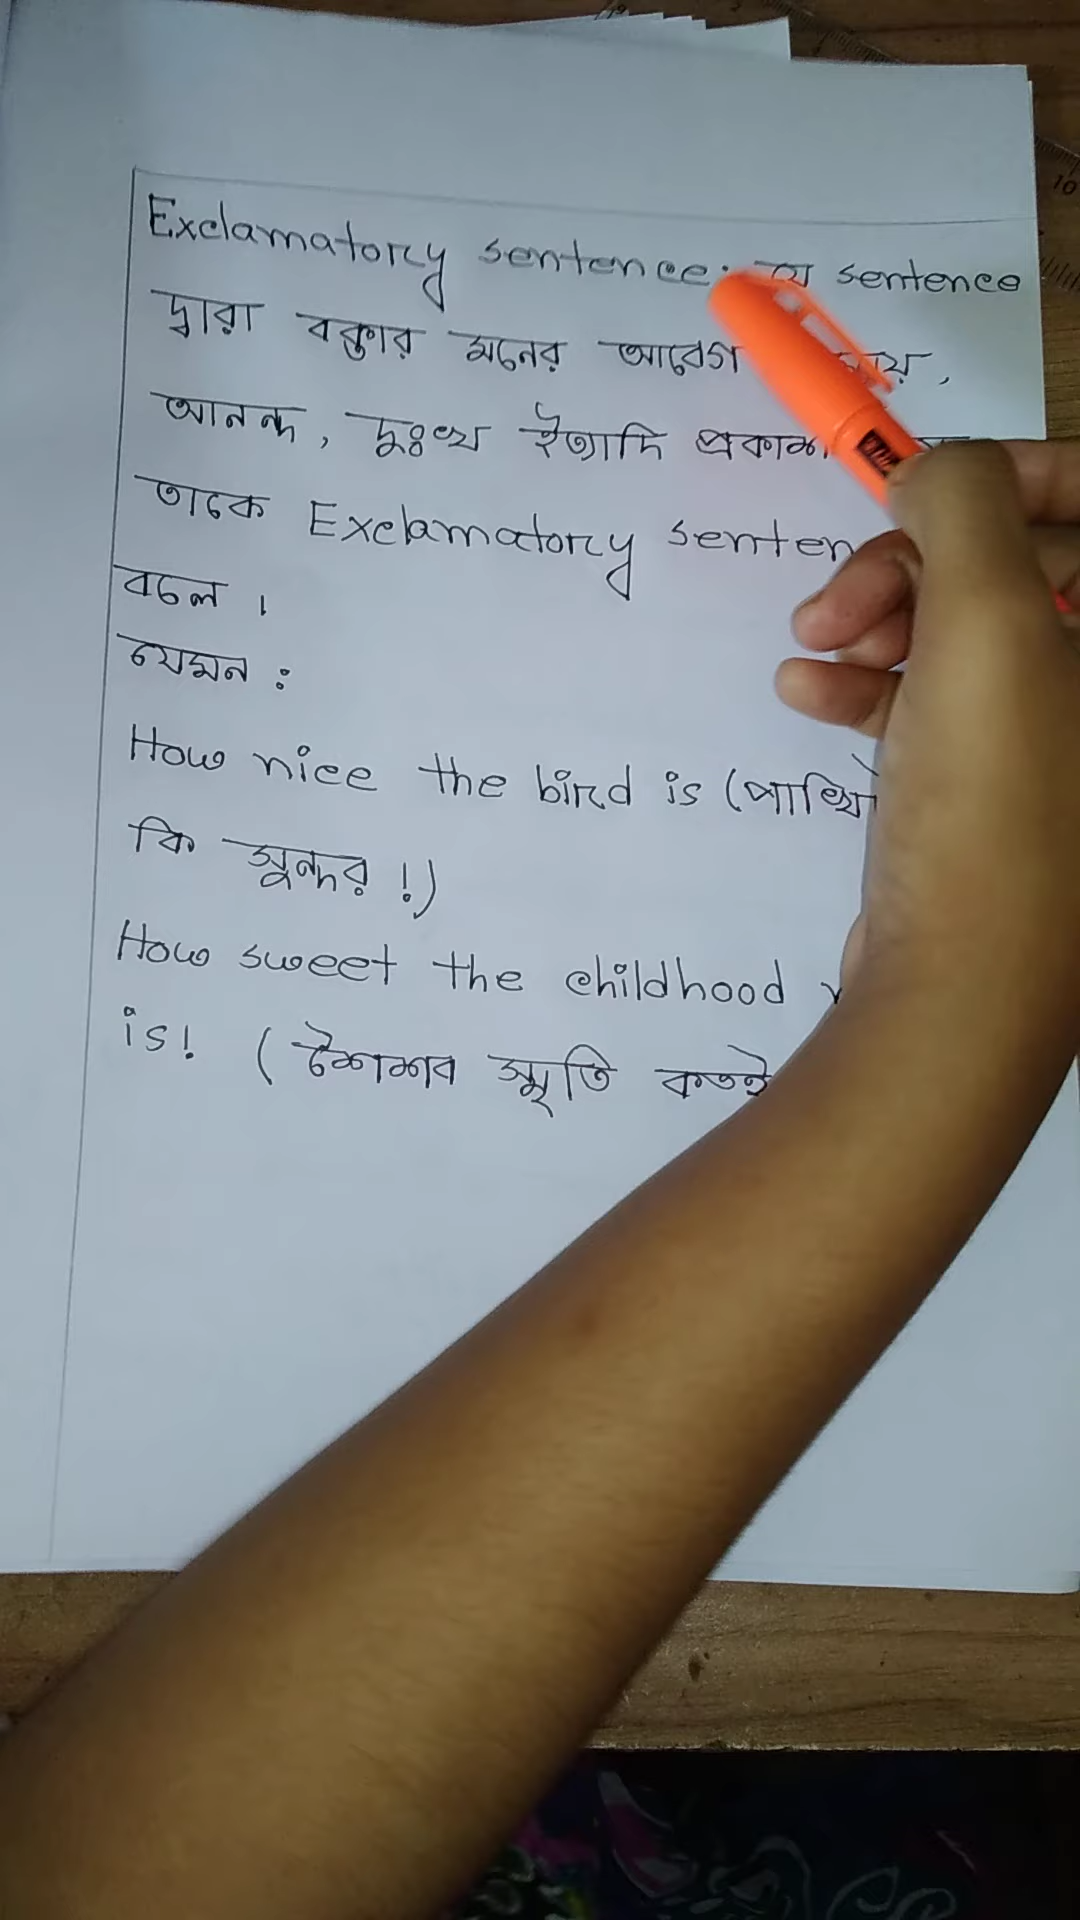 Exclamatory sentence: যে sentence
দ্বারা বক্তার মনের আবেগ
আনন্দ, দুঃখ ইত্যাদি প্রকাশ
তাকে Exclamatory
বলে ।
যেমন :
How nice the bird is (পাখি
কি সুন্দর !)
How sweet the childhood
is! ( শৈশব স্মৃতি কতই
10